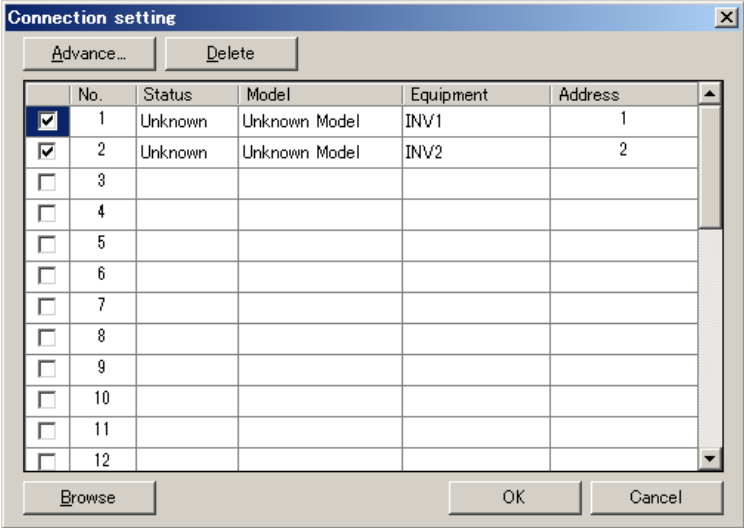 Connection setting
Advance... Delete
No. Status Model Equipment Address
1 Unknown Unknown Model INV1 1
2 Unknown Unknown Model INV2 2
3
4
5
6
7
8
9
10
11
12
Browse OK Cancel